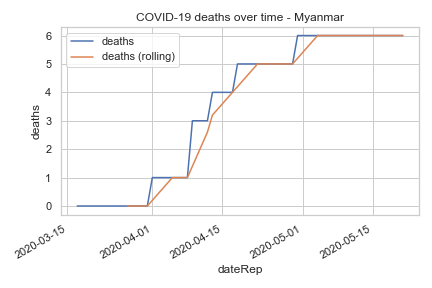 COVID-19 deaths over time - Myanmar
deaths
deaths (rolling)
6
5
4
3
2
1
0
deaths
2020-03-15
2020-04-01
2020-04-15
2020-05-01
2020-05-15
dateRep